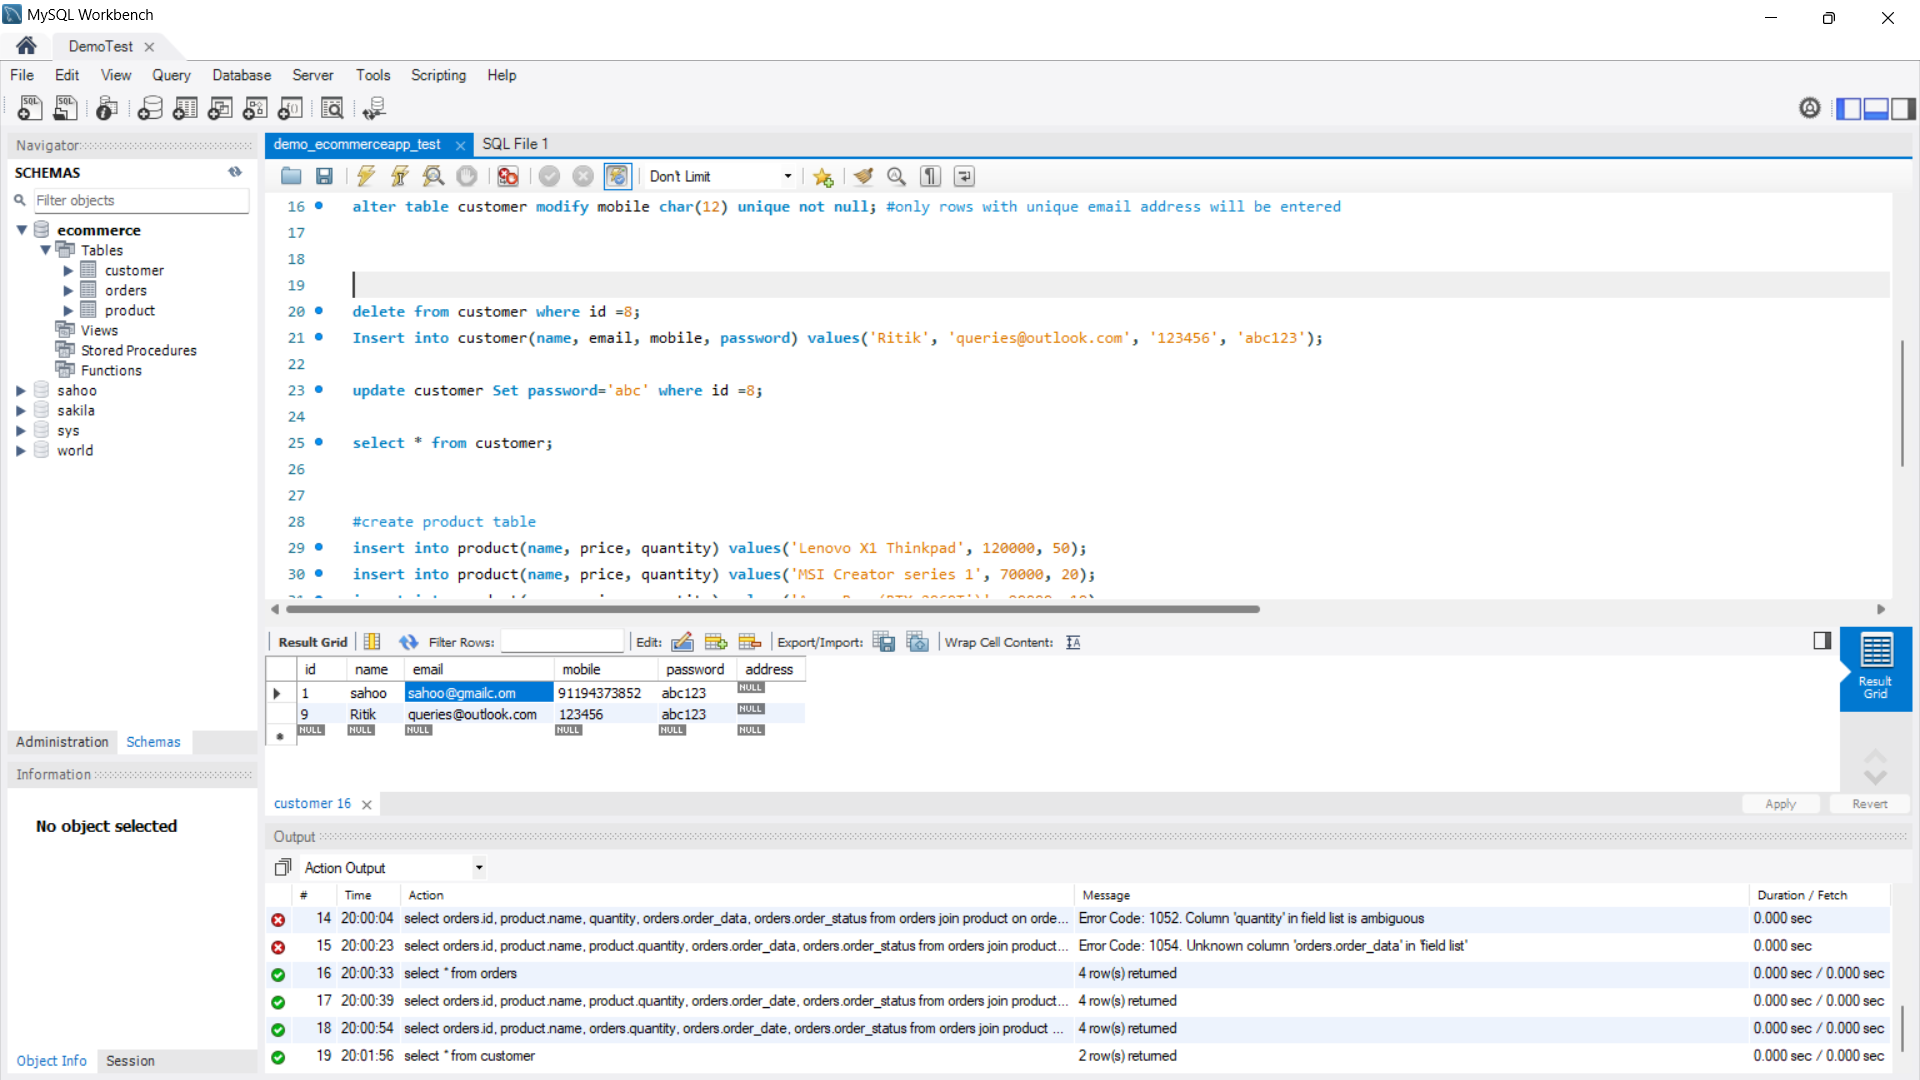 MySQL Workbench
DemoTest
File Edit View Query Database Server Tools Scripting Help
Navigator
SCHEMAS
Filter objects
ecommerce
Tables
customer
orders
product
Views
Stored Procedures
Functions
sahoo
sakila
sys
world
Administration Schemas
Information
No object selected
Object Info Session
demo_ecommerceapp_test SQL File 1
Don't Limit
16 alter table customer modify mobile char(12) unique not null; #only rows with unique email address will be entered
17
18
19
20 delete from customer where id =8;
21 Insert into customer(name, email, mobile, password) values('Ritik', 'queries@outlook.com', '123456', 'abc123');
22
23 update customer Set password='abc' where id =8;
24
25 select * from customer;
26
27
28 #create product table
29 insert into product(name, price, quantity) values('Lenovo X1 Thinkpad', 120000, 50);
30 insert into product(name, price, quantity) values('MSI Creator series 1', 70000, 20);
Result Grid Filter Rows: Edit: Export/Import: Wrap Cell Content:
id name email mobile password address
1 sahoo sahoo@gmailc.om 91194373852 abc123 NULL
9 Ritik queries@outlook.com 123456 abc123 NULL
NULL NULL NULL NULL NULL NULL
Result
Grid
customer 16
Apply Revert
Output
Action Output
# Time Action Message Duration / Fetch
14 20:00:04 select orders.id, product.name, quantity, orders.order_data, orders.order_status from orders join product on orde... Error Code: 1052. Column 'quantity' in field list is ambiguous 0.000 sec
15 20:00:23 select orders.id, product.name, product.quantity, orders.order_data, orders.order_status from orders join product... Error Code: 1054. Unknown column 'orders.order_data' in 'field list' 0.000 sec
16 20:00:33 select * from orders 4 row(s) returned 0.000 sec / 0.000 sec
17 20:00:39 select orders.id, product.name, product.quantity, orders.order_date, orders.order_status from orders join product... 4 row(s) returned 0.000 sec / 0.000 sec
18 20:00:54 select orders.id, product.name, orders.quantity, orders.order_date, orders.order_status from orders join product ... 4 row(s) returned 0.000 sec / 0.000 sec
19 20:01:56 select * from customer 2 row(s) returned 0.000 sec / 0.000 sec